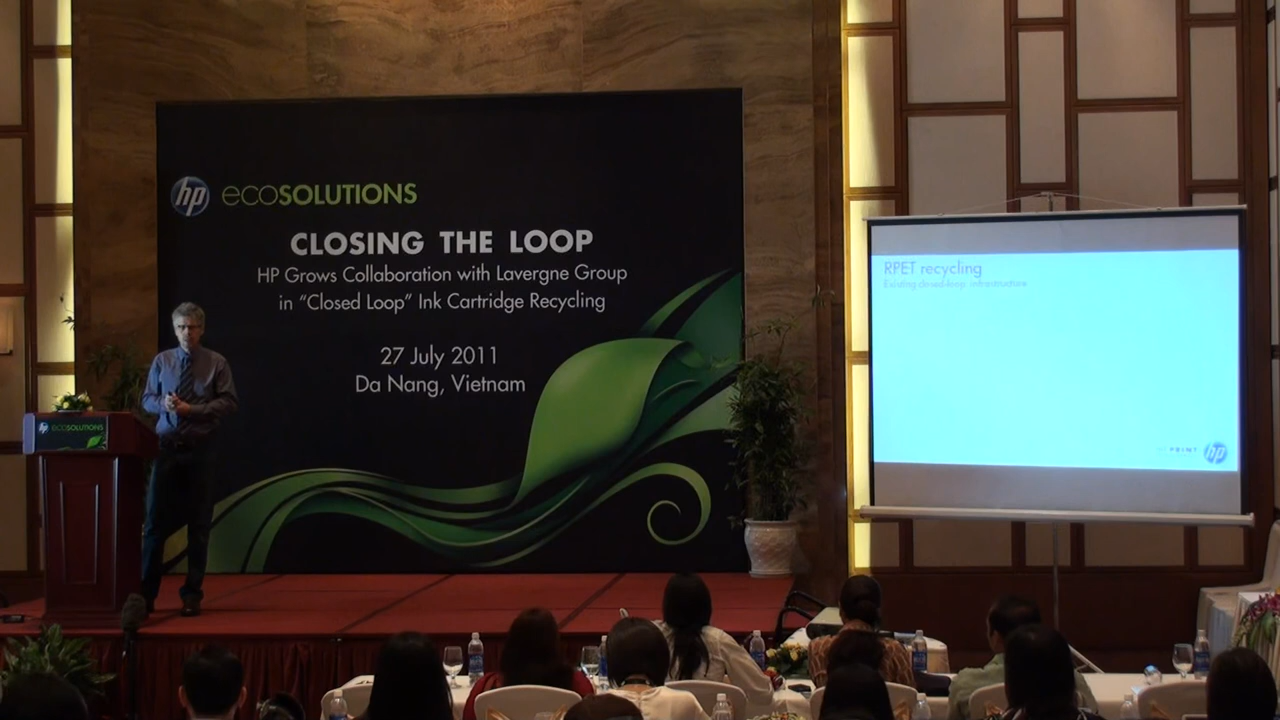 hp ecoSOLUTIONS
CLOSING THE LOOP
HP Grows Collaboration with Lavergne Group
in “Closed Loop” Ink Cartridge Recycling
27 July 2011
Da Nang, Vietnam
hp ecoSOLUTIONS
RPET recycling
Existing closed-loop infrastructure
PRINT hp